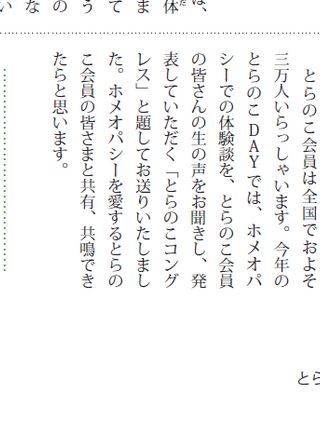 は、
体
ま
て
う
の
な
い
とらのこ会員は全国でおよそ
三万人いらっしゃいます。今年の
とらのこDAYでは、ホメオパ
シーでの体験談を、とらのこ会員
の皆さんの生の声をお聞きし、発
表していただく「とらのこコング
レス」と題してお送りいたしまし
た。ホメオパシーを愛するとらの
こ会員の皆さまと共有、共鳴でき
たらと思います。
とら